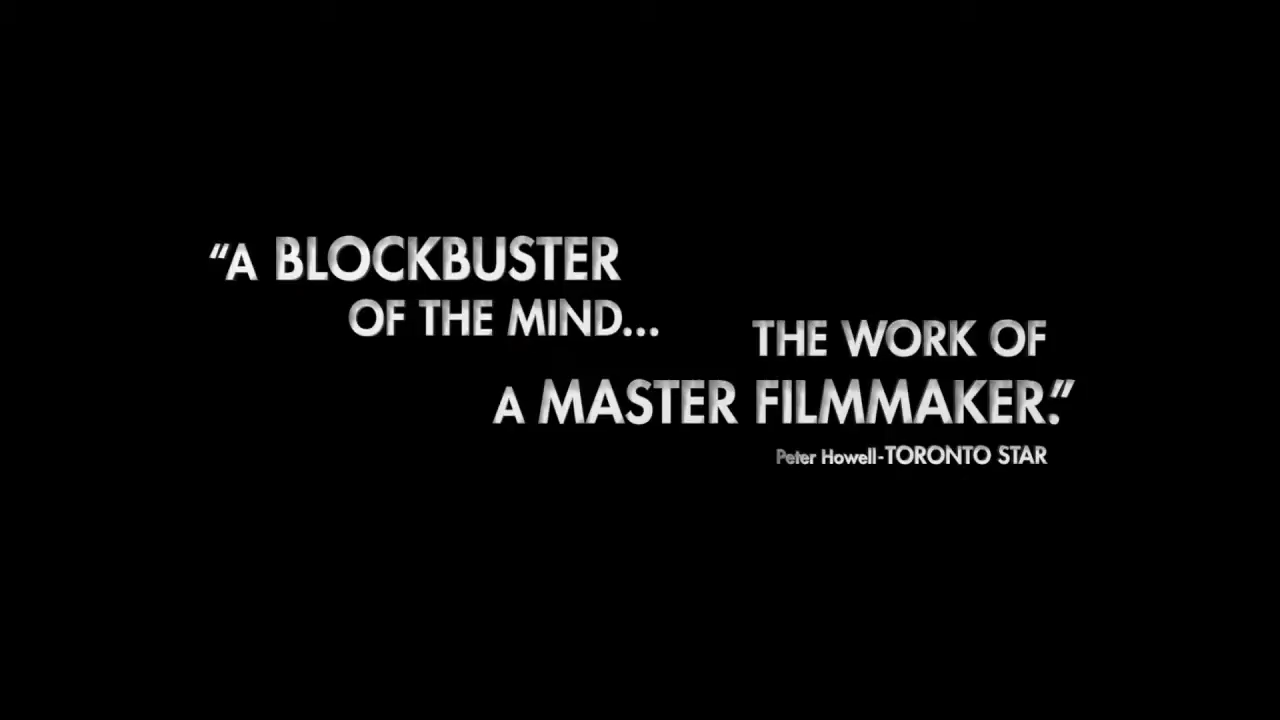 “A BLOCKBUSTER
OF THE MIND...
THE WORK OF
A MASTER FILMMAKER.”
Peter Howell-TORONTO STAR